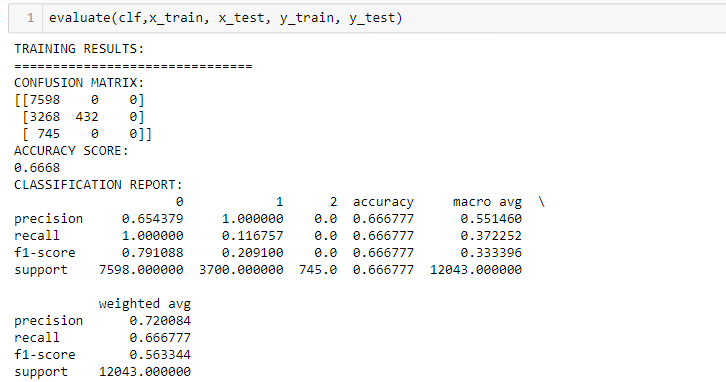 1 evaluate(clf,x_train, x_test, y_train, y_test)
TRAINING RESULTS:
===============================
CONFUSION MATRIX:
[[7598    0    0]
 [3268  432    0]
 [ 745    0    0]]
ACCURACY SCORE:
0.6668
CLASSIFICATION REPORT:
                     0            1      2  accuracy     macro avg  \
precision     0.654379     1.000000    0.0  0.666777      0.551460
recall        1.000000     0.116757    0.0  0.666777      0.372252
f1-score      0.791088     0.209100    0.0  0.666777      0.333396
support    7598.000000  3700.000000  745.0  0.666777  12043.000000
           weighted avg
precision      0.720084
recall         0.666777
f1-score       0.563344
support    12043.000000